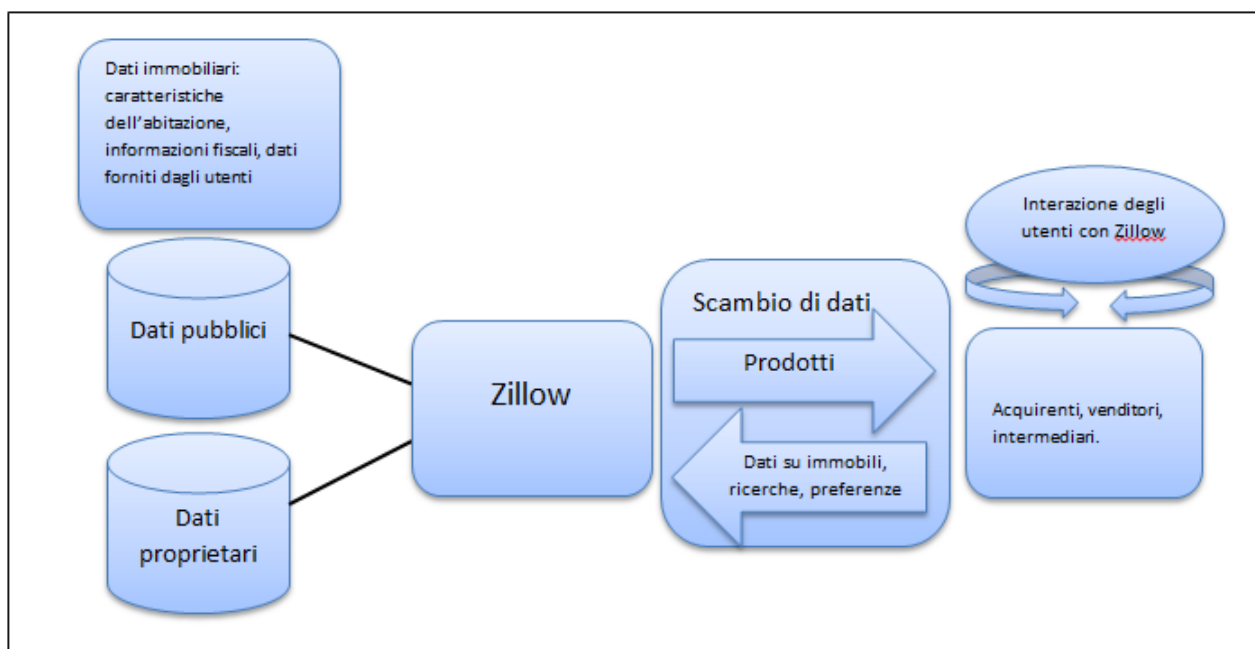 Dati immobiliari:
caratteristiche
dell'abitazione,
informazioni fiscali, dati
forniti dagli utenti
Dati pubblici
Dati
proprietari
Zillow
Scambio di dati
Prodotti
Dati su immobili,
ricerche, preferenze
Interazione degli
utenti con Zillow
Acquirenti, venditori,
intermediari.